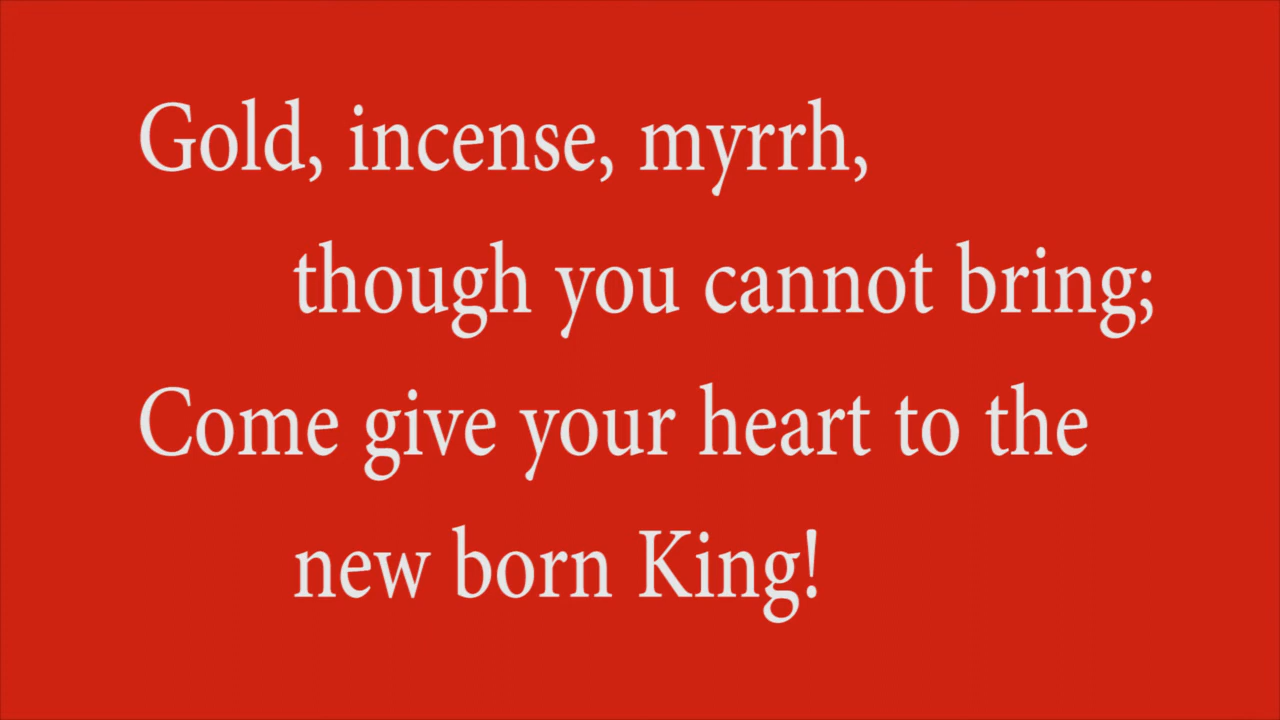 Gold, incense, myrrh,
though you cannot bring;
Come give your heart to the
new born King!